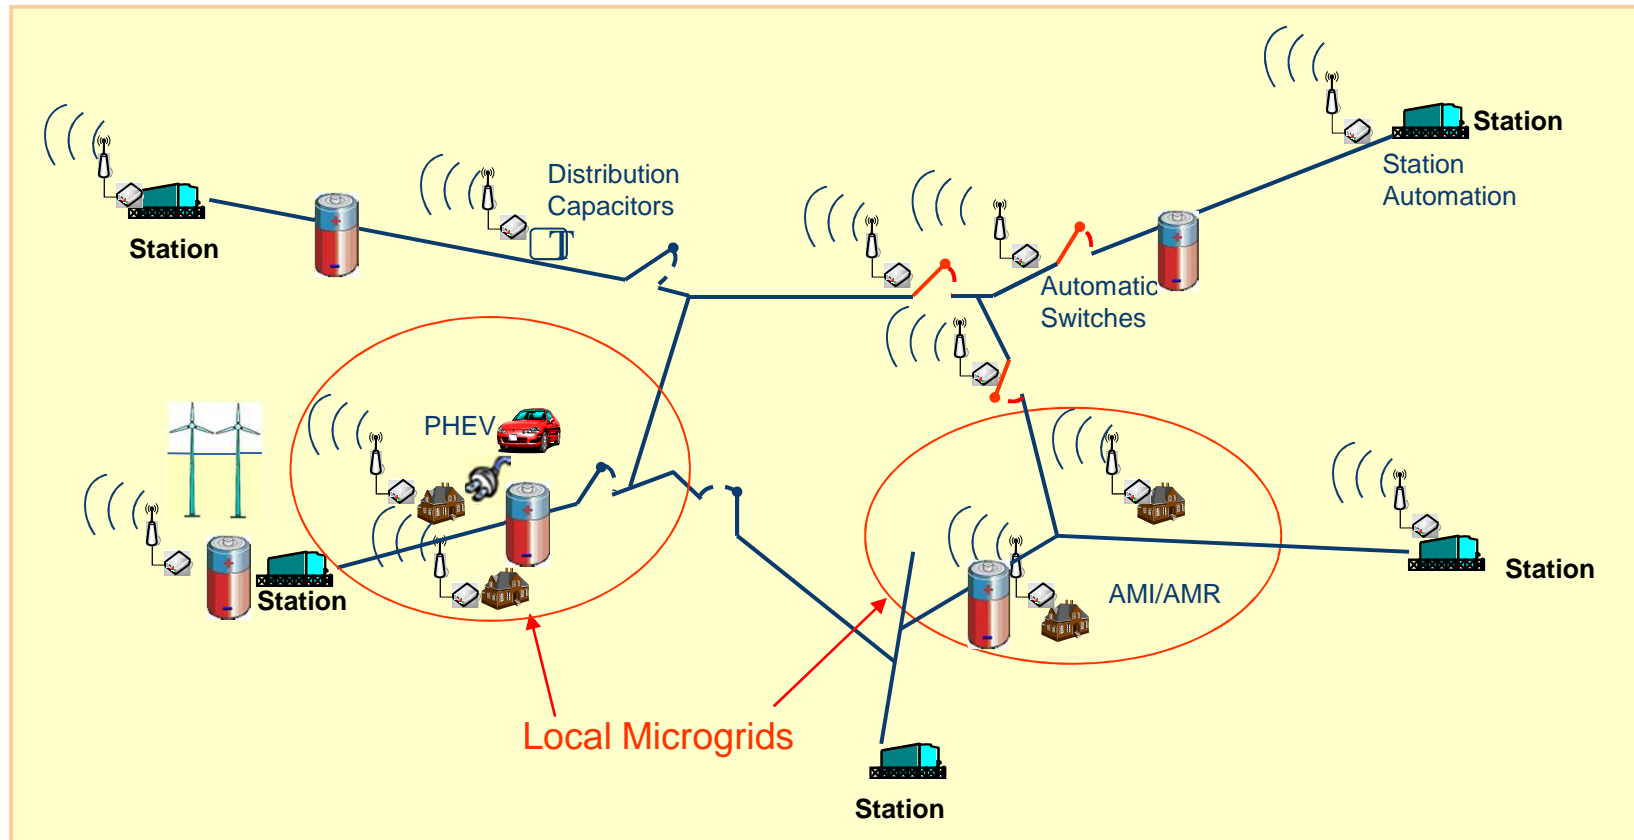 Station
Station
Automation
Distribution
Capacitors
T
Station
Automatic
Switches
PHEV
Station
AMI/AMR
Station
Local Microgrids
Station